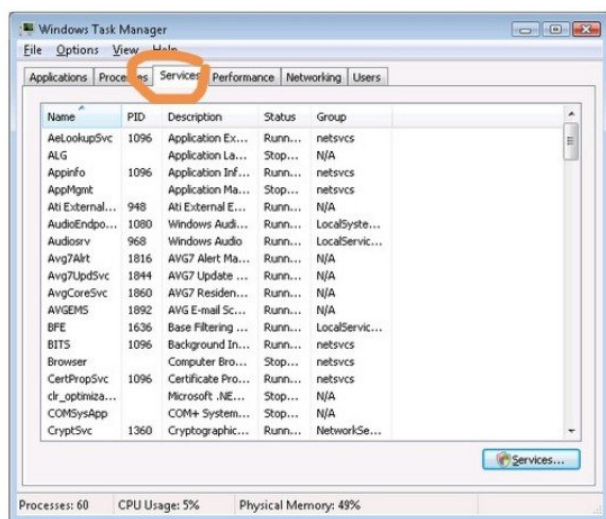 Windows Task Manager
File Options View Help
Applications Processes Services Performance Networking Users
Name PID Description Status Group
AeLookupSvc 1096 Application Ex... Runn... netsvcs
ALG Application La... Stop... N/A
Appinfo 1096 Application Inf... Runn... netsvcs
AppMgmt Application Ma... Stop... netsvcs
Ati External... 948 Ati External E... Runn... N/A
AudioEndpo... 1080 Windows Audi... Runn... LocalSyste...
Audiosrv 968 Windows Audio Runn... LocalServic...
Avg7Alrt 1816 AVG7 Alert Ma... Runn... N/A
Avg7UpdSvc 1844 AVG7 Update ... Runn... N/A
AvgCoreSvc 1860 AVG7 Residen... Runn... N/A
AVGEMS 1892 AVG E-mail Sc... Runn... N/A
BFE 1636 Base Filtering ... Runn... LocalServic...
BITS 1096 Background In... Runn... netsvcs
Browser Computer Bro... Stop... netsvcs
CertPropSvc 1096 Certificate Pro... Runn... netsvcs
clr_optimiza... Microsoft .NE... Stop... N/A
COMSysApp COM+ System... Stop... N/A
CryptSvc 1360 Cryptographic... Runn... NetworkSe...
Services...
Processes: 60 CPU Usage: 5% Physical Memory: 49%